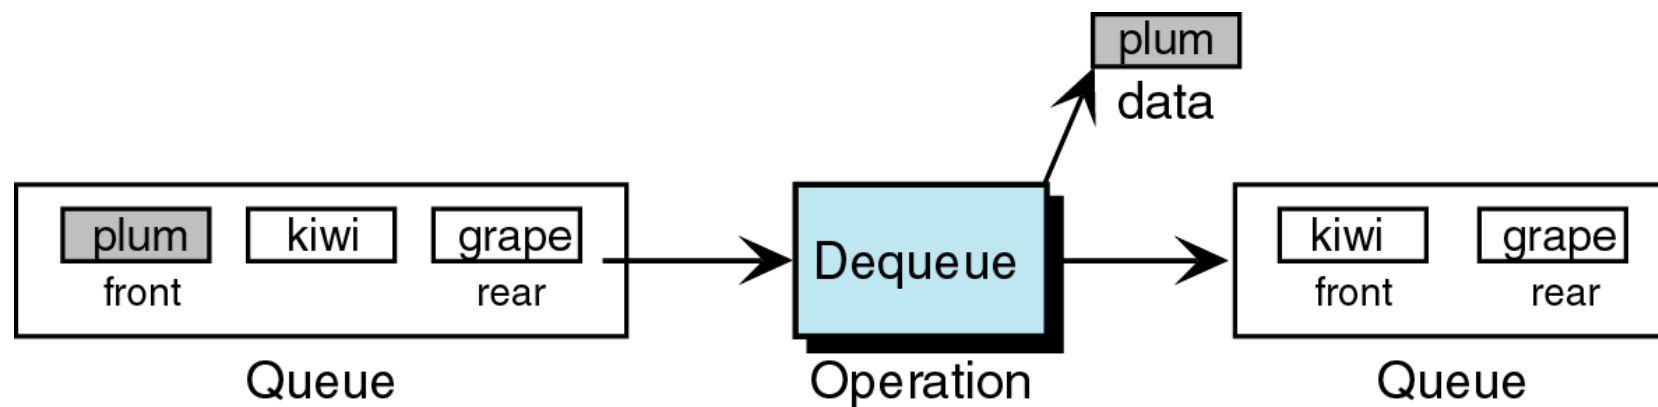 plum
data
plum kiwi grape
front rear
Queue
Dequeue
Operation
kiwi grape
front rear
Queue